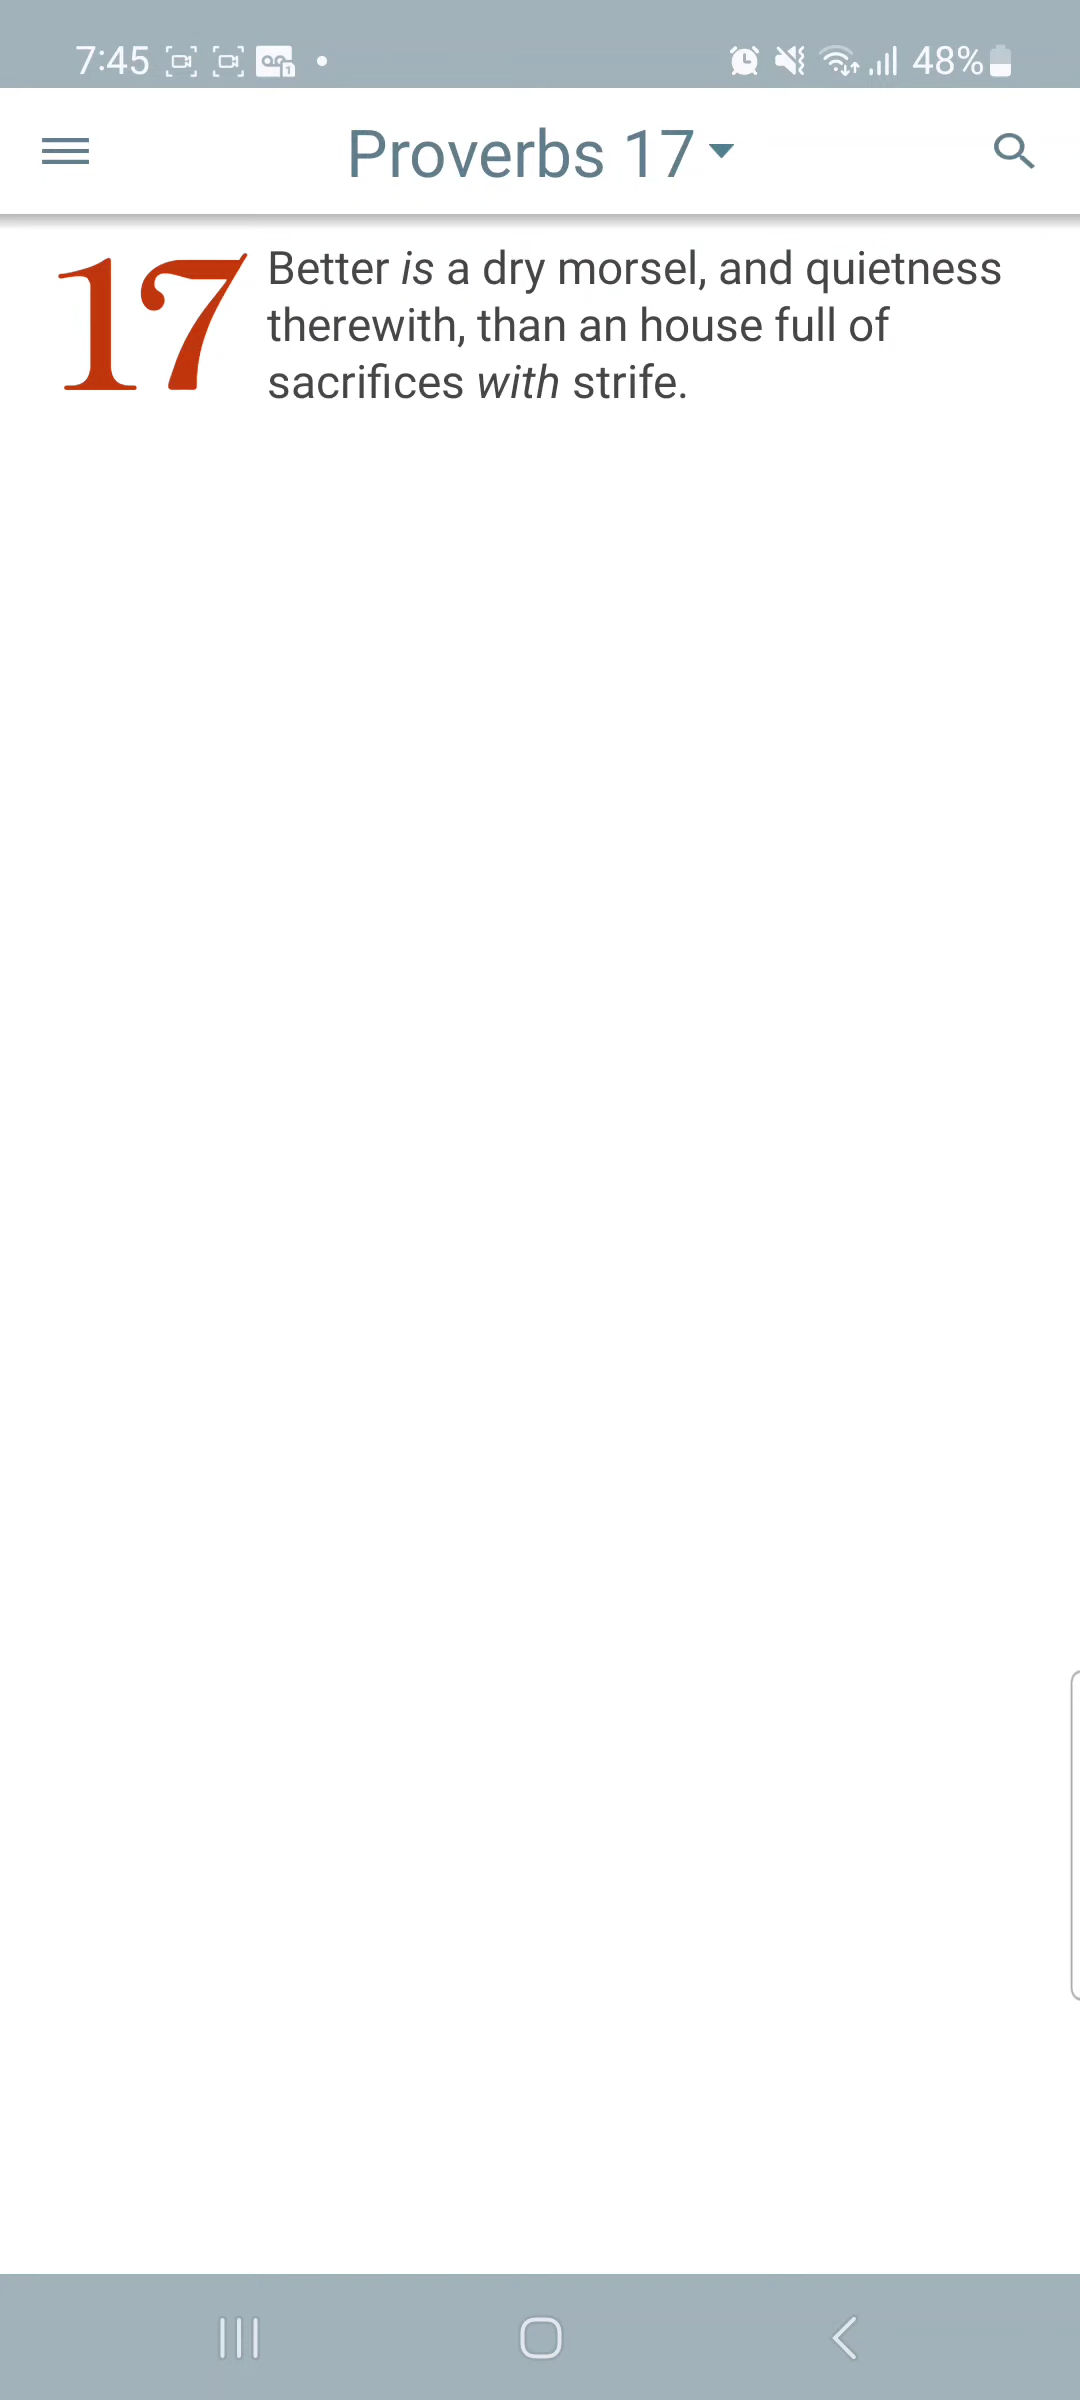 7:45 48%
Proverbs 17
17 Better is a dry morsel, and quietness
therewith, than an house full of
sacrifices with strife.